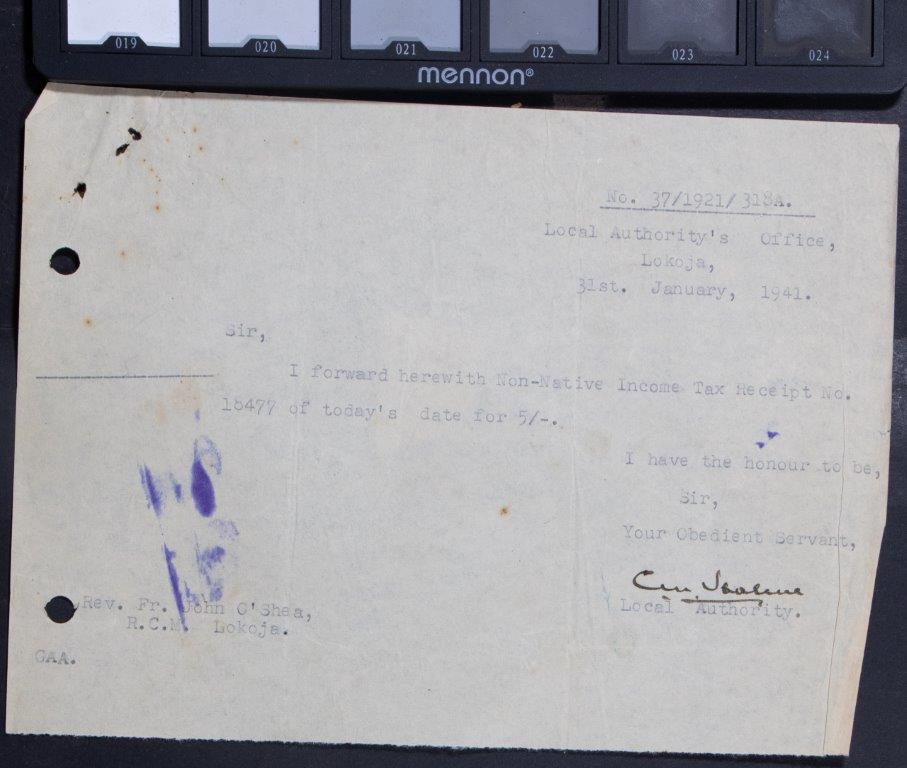 019 020 021 022 023 024
mennon®
No. 37/1921/318A.
Local Authority's Office,
Lokoja,
31st. January, 1941.
Sir,
I forward herewith Non-Native Income Tax Receipt No.
18477 of today's date for 5/-.
I have the honour to be,
Sir,
Your Obedient Servant,
Local Authority.
Rev. Fr. John O'Shea,
R.C.M. Lokoja.
GAA.